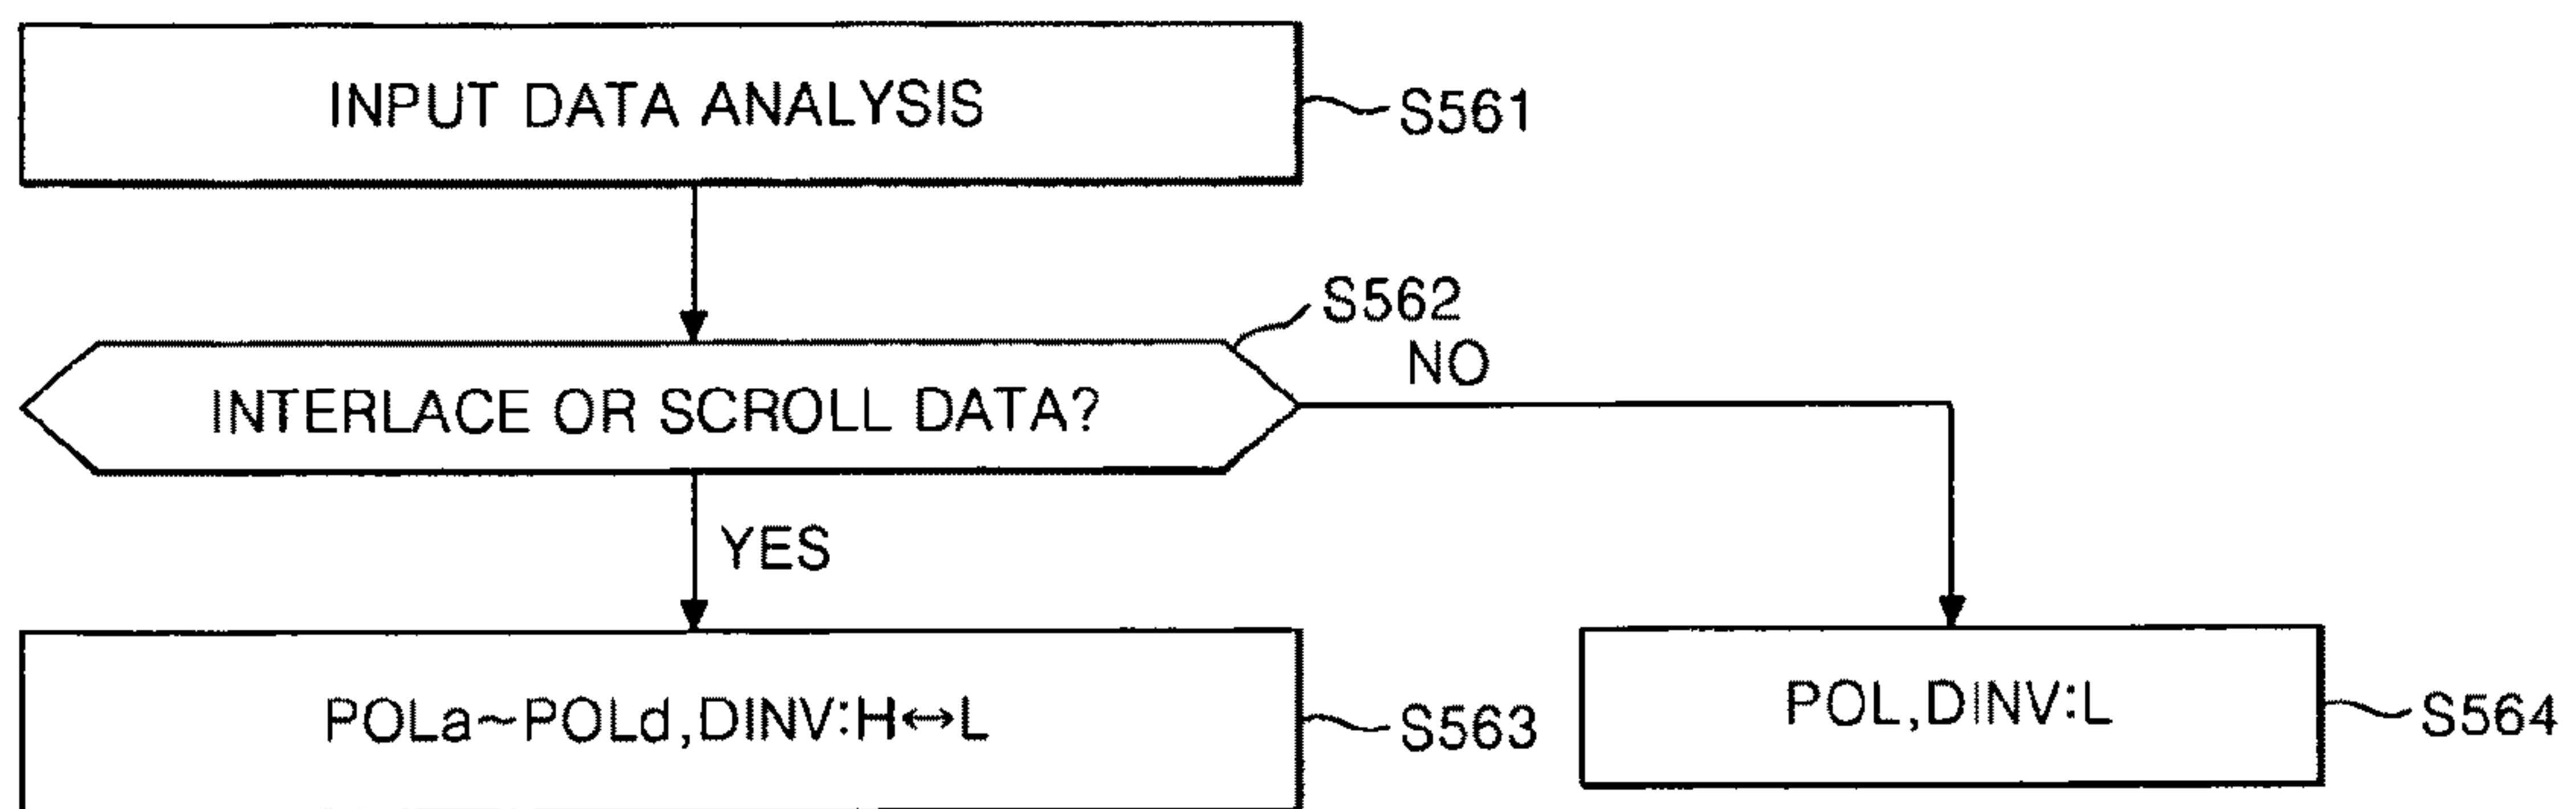 INPUT DATA ANALYSIS
S561
S562
NO
INTERLACE OR SCROLL DATA?
YES
POLa~POLd,DINV:H↔L
S563
POL,DINV:L
S564